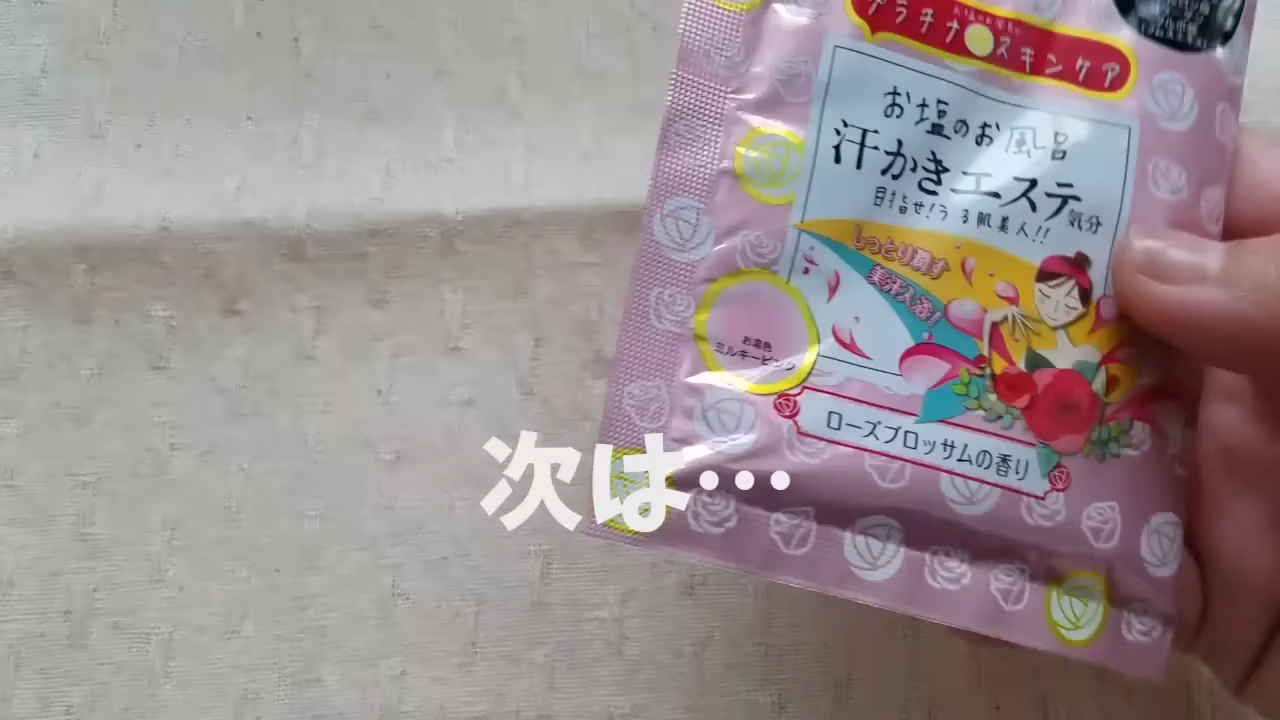 プラチナスキンケア
お塩のお風呂
汗かきエステ気分
目指せ!うる肌美人!!
しっとり潤す
美汗入浴!
お湯色
ミルキーピンク
ローズブロッサムの香り
次は…